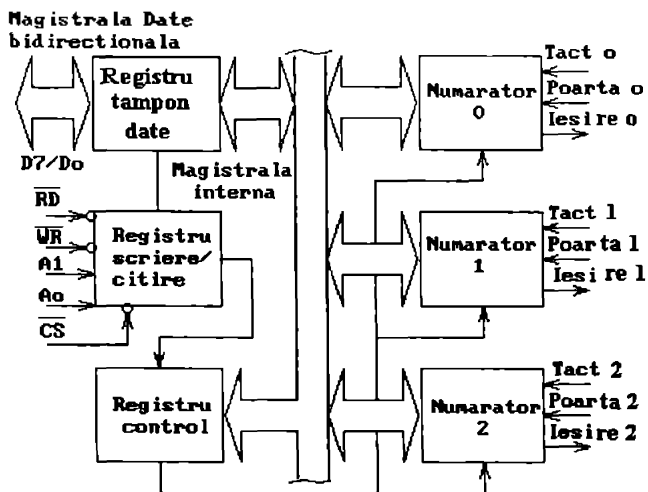 Magistrala Date
bidirectionala
Registru
tampon
date
D7/Do
Magistrala
interna
RD
WR
A1
Ao
CS
Registru
scriere/
citire
Registru
control
Numarator
0
Tact o
Poarta o
Iesire o
Numarator
1
Tact 1
Poarta 1
Iesire 1
Numarator
2
Tact 2
Poarta 2
Iesire 2